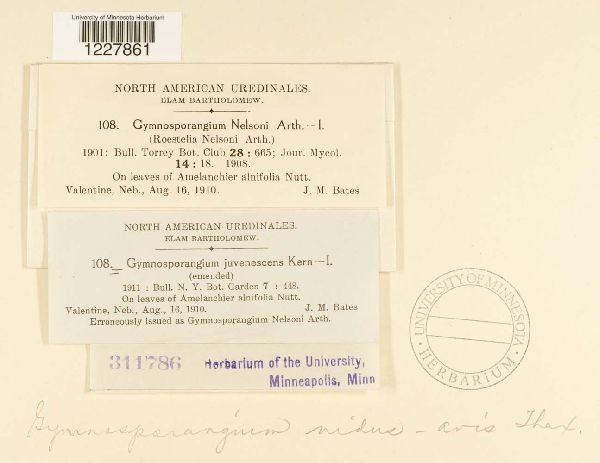 University of Minnesota Herbarium
1227861
NORTH AMERICAN UREDINALES.
ELAM BARTHOLOMEW.
108. Gymnosporangium Nelsoni Arth.—I.
(Roestelia Nelsoni Arth.)
1901: Bull. Torrey Bot. Club 28 : 665; Jour. Mycol.
14 : 18. 1908.
On leaves of Amelanchier alnifolia Nutt.
Valentine, Neb., Aug. 16, 1910. J. M. Bates
NORTH AMERICAN UREDINALES.
ELAM BARTHOLOMEW.
108. Gymnosporangium juvenescens Kern—I.
(emended)
1911 : Bull. N. Y. Bot. Garden 7 : 448.
On leaves of Amelanchier alnifolia Nutt.
Valentine, Neb., Aug., 16, 1910. J. M. Bates
Erroneously issued as Gymnosporangium Nelsoni Arth.
311786 Herbarium of the University,
Minneapolis, Minn
UNIVERSITY OF MINNESOTA
• HERBARIUM •
Gymnosporangium nidus-avis Thax.